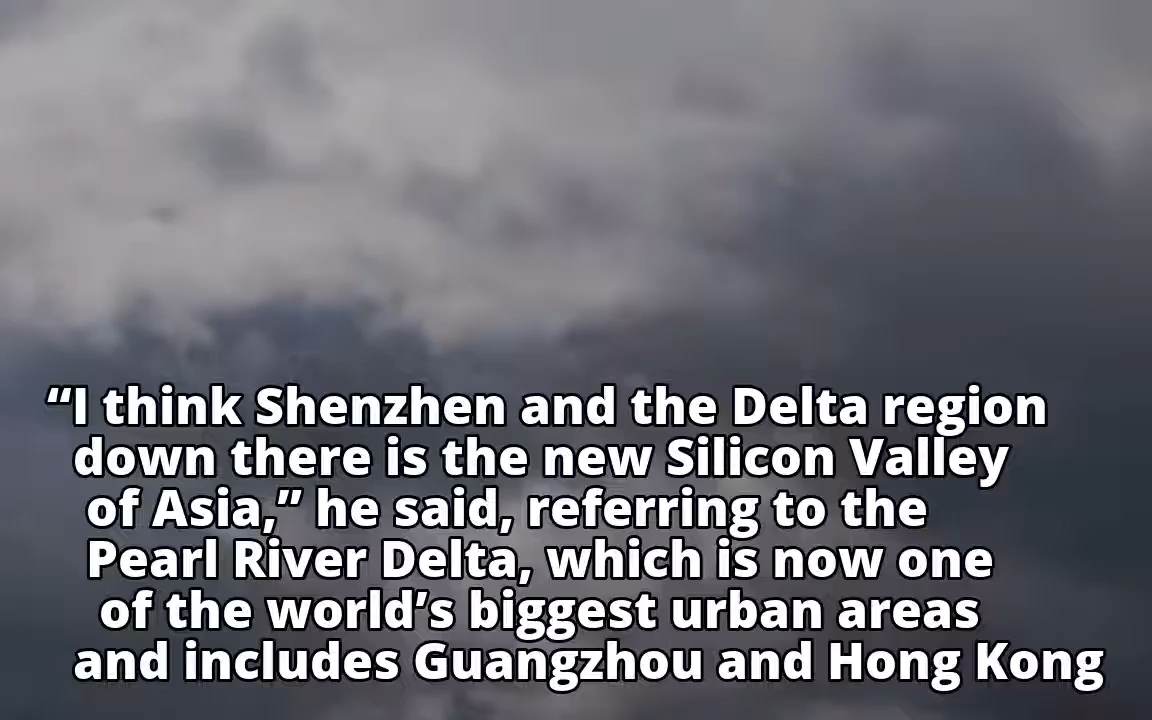 “I think Shenzhen and the Delta region
down there is the new Silicon Valley
of Asia,” he said, referring to the
Pearl River Delta, which is now one
of the world’s biggest urban areas
and includes Guangzhou and Hong Kong